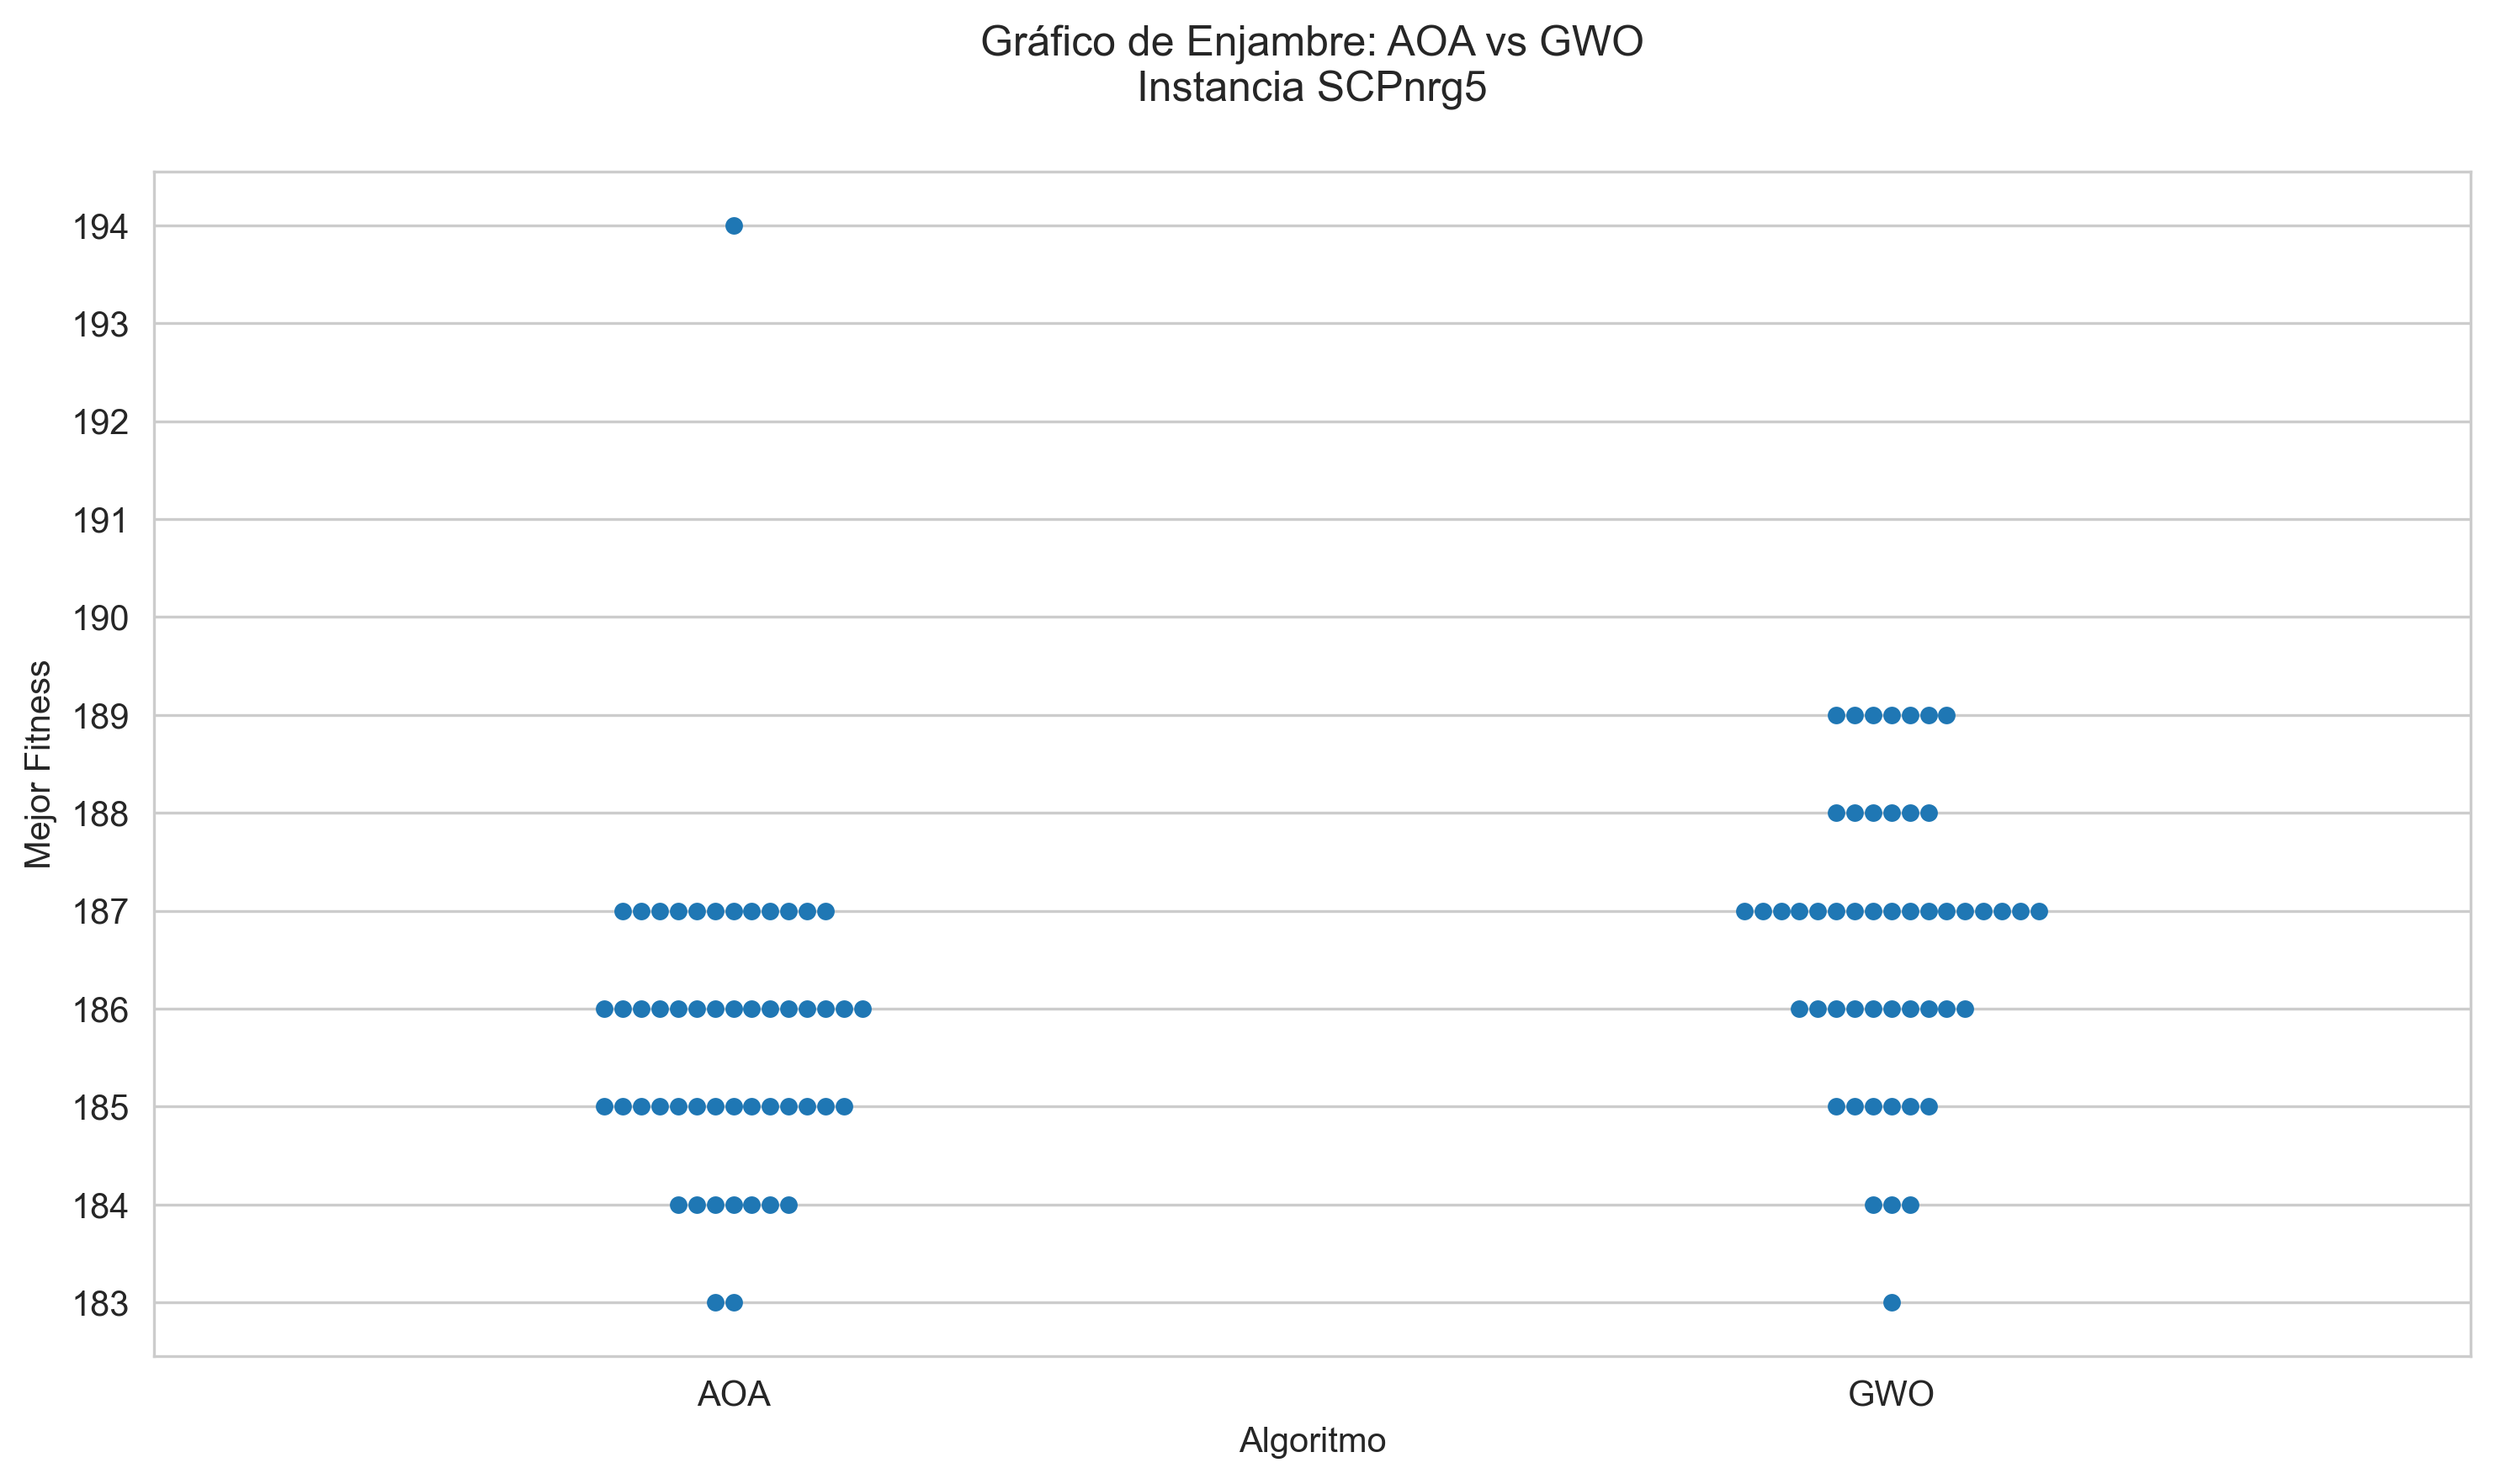 Gráfico de Enjambre: AOA vs GWO
Instancia SCPnrg5
194
193
192
191
190
189
188
187
186
185
184
183
Mejor Fitness
AOA
GWO
Algoritmo